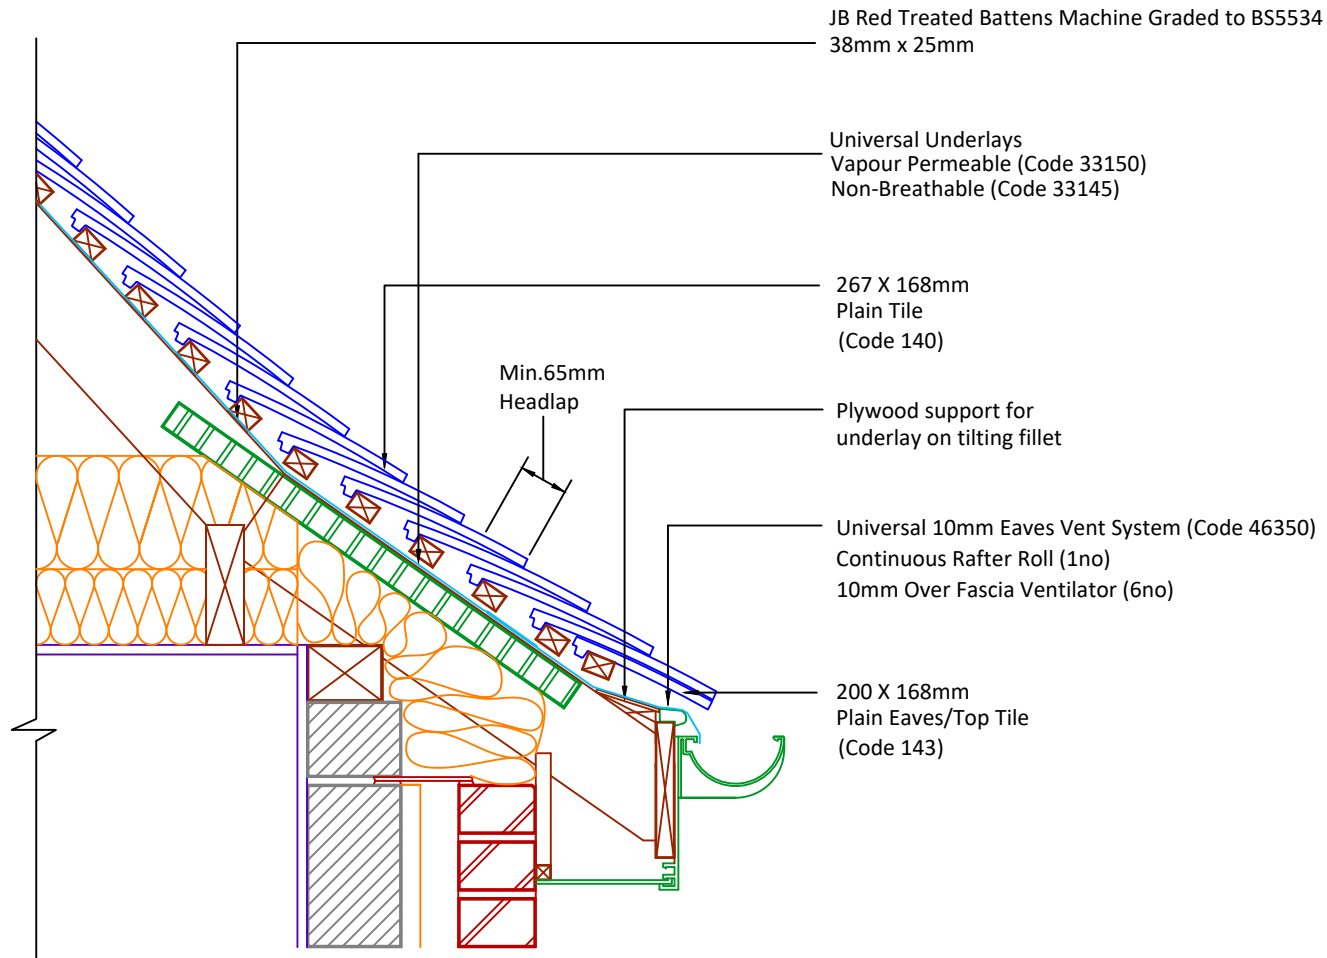 JB Red Treated Battens Machine Graded to BS5534
38mm x 25mm
Universal Underlays
Vapour Permeable (Code 33150)
Non-Breathable (Code 33145)
267 X 168mm
Plain Tile
(Code 140)
Min.65mm
Headlap
Plywood support for
underlay on tilting fillet
Universal 10mm Eaves Vent System (Code 46350)
Continuous Rafter Roll (1no)
10mm Over Fascia Ventilator (6no)
200 X 168mm
Plain Eaves/Top Tile
(Code 143)